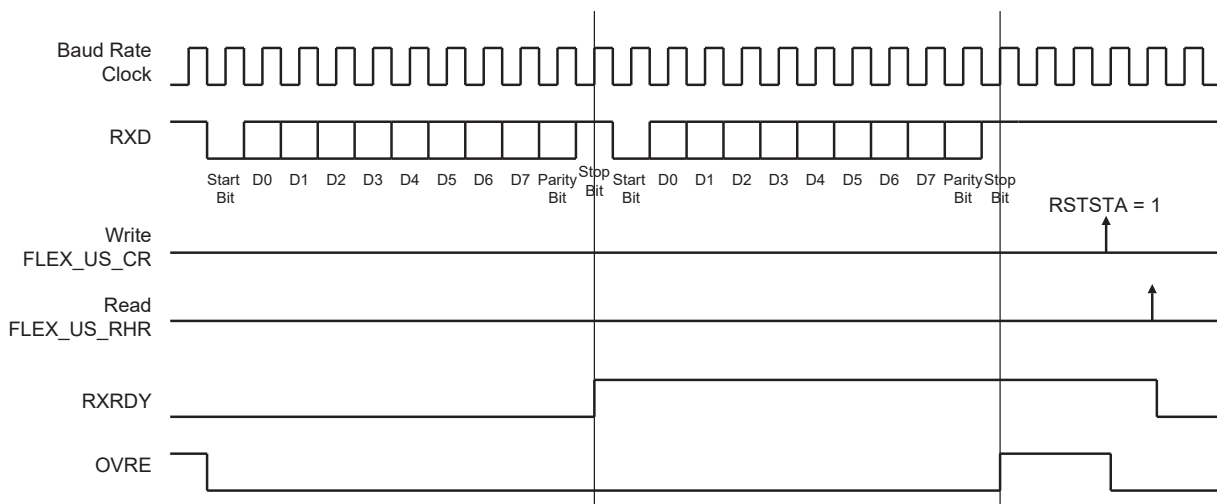 Baud Rate
Clock
RXD
Start
Bit
D0
D1
D2
D3
D4
D5
D6
D7
Parity
Bit
Stop
Bit
Start
Bit
D0
D1
D2
D3
D4
D5
D6
D7
Parity
Bit
Stop
Bit
RSTSTA = 1
Write
FLEX_US_CR
Read
FLEX_US_RHR
RXRDY
OVRE